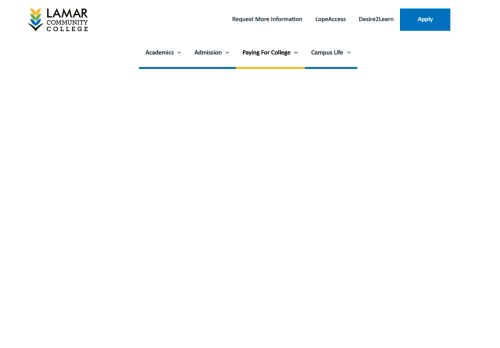 LAMAR
COMMUNITY
COLLEGE
Request More Information LopeAccess Desire2Learn Apply
Academics Admission Paying For College Campus Life